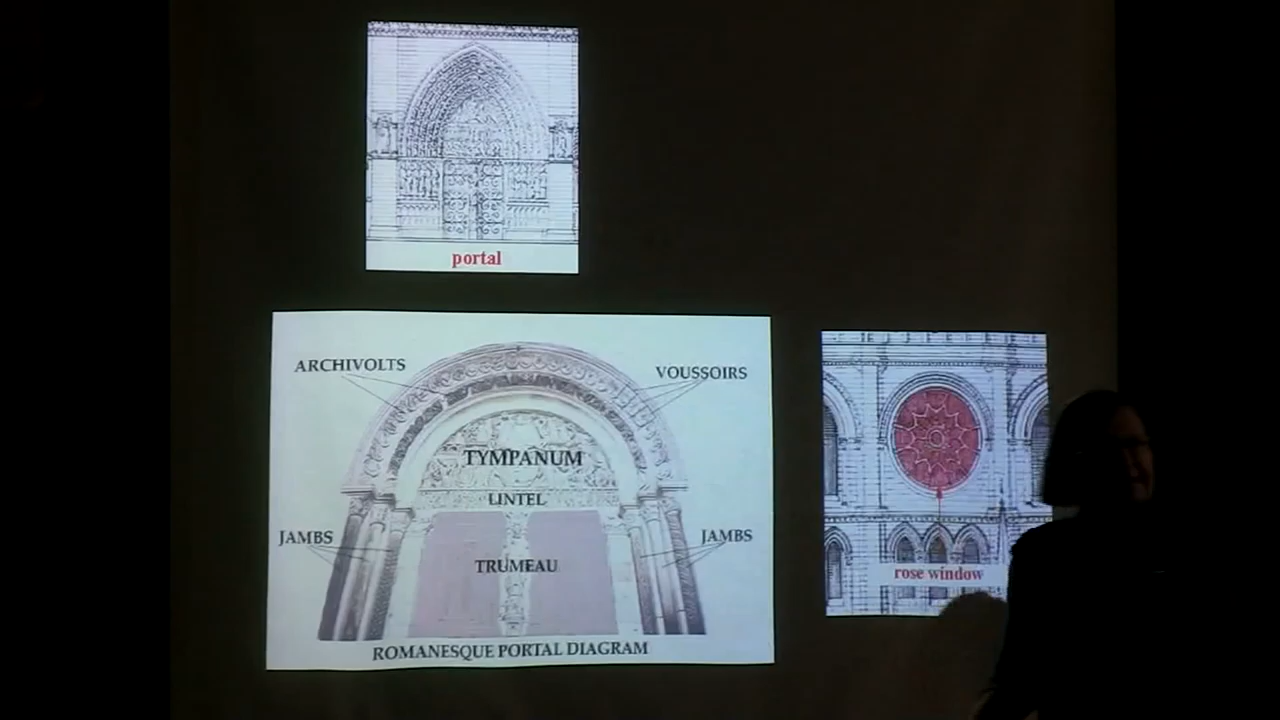 portal
ARCHIVOLTS
VOUSSOIRS
TYMPANUM
LINTEL
JAMBS
JAMBS
TRUMEAU
ROMANESQUE PORTAL DIAGRAM
rose window